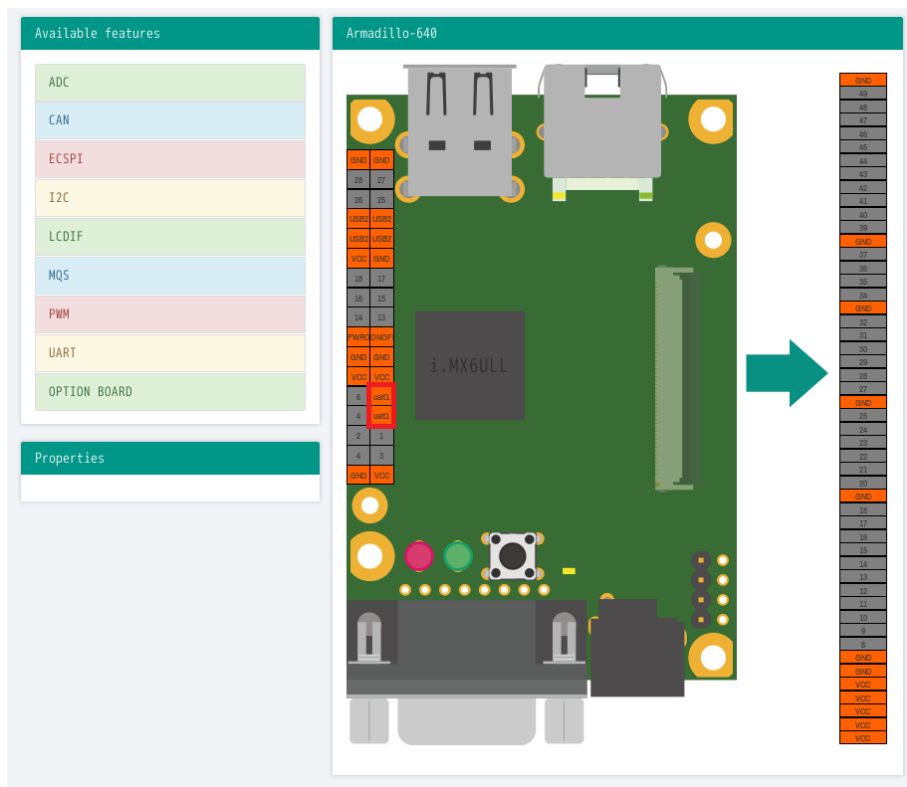 Available features
ADC
CAN
ECSPI
I2C
LCDIF
MQS
PWM
UART
OPTION BOARD
Properties
Armadillo-640
GND GND
28 27
26 25
USB2 USB2
USB2 USB2
VCC GND
18 17
16 15
14 13
PWRO ONOF
GND GND
VCC VCC
6 uart1
4 uart1
2 1
4 3
GND VCC
i.MX6ULL
GND
49
48
47
46
45
44
43
42
41
40
39
GND
37
36
35
34
GND
32
31
30
29
28
27
GND
25
24
23
22
21
20
GND
18
17
16
15
14
13
12
11
10
9
8
GND
GND
VCC
VCC
VCC
VCC
VCC